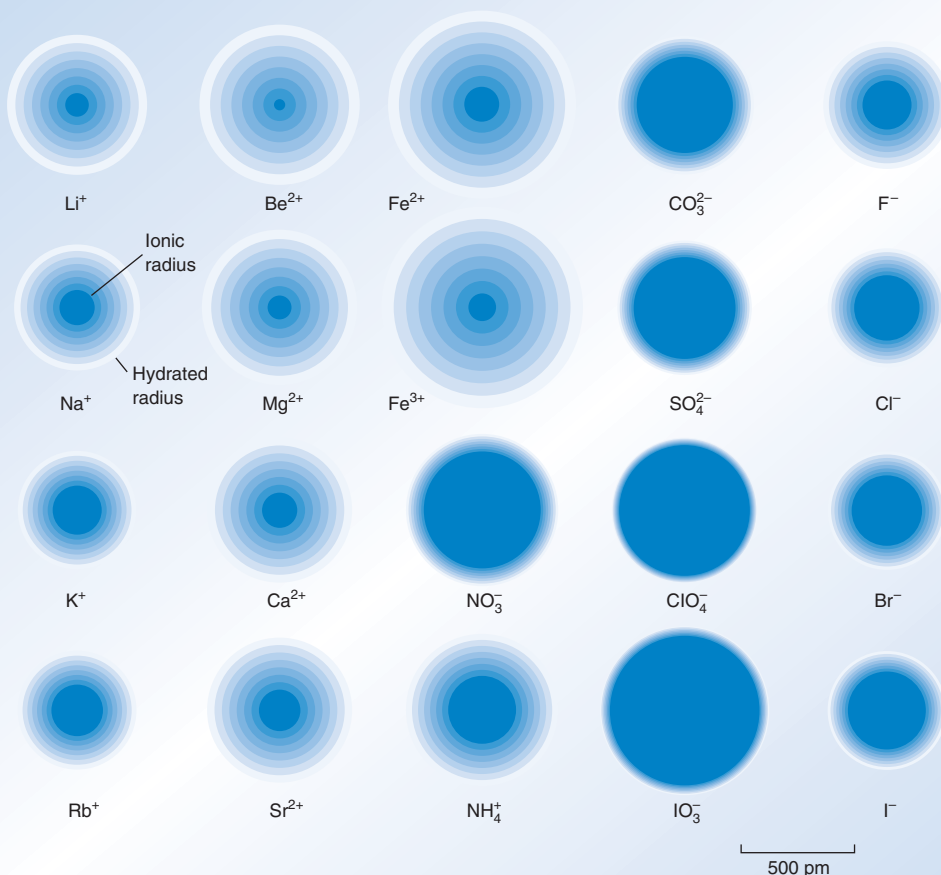 Li⁺ Be²⁺ Fe²⁺ CO₃²⁻ F⁻
Ionic
radius
Hydrated
radius
Na⁺ Mg²⁺ Fe³⁺ SO₄²⁻ Cl⁻
K⁺ Ca²⁺ NO₃⁻ ClO₄⁻ Br⁻
Rb⁺ Sr²⁺ NH₄⁺ IO₃⁻ I⁻
500 pm